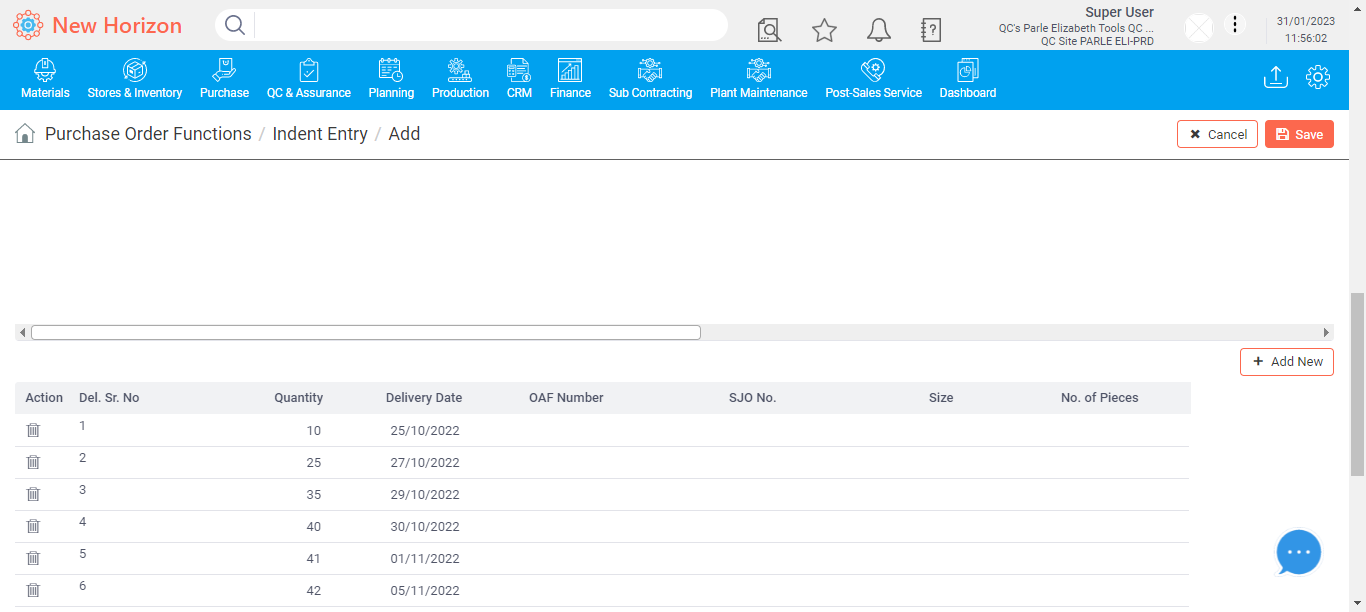 New Horizon
Super User
QC's Parle Elizabeth Tools QC ...
QC Site PARLE ELI-PRD
31/01/2023
11:56:02
Materials Stores & Inventory Purchase QC & Assurance Planning Production CRM Finance Sub Contracting Plant Maintenance Post-Sales Service Dashboard
Purchase Order Functions / Indent Entry / Add
Cancel Save
+ Add New
Action Del. Sr. No Quantity Delivery Date OAF Number SJO No. Size No. of Pieces
1 10 25/10/2022
2 25 27/10/2022
3 35 29/10/2022
4 40 30/10/2022
5 41 01/11/2022
6 42 05/11/2022